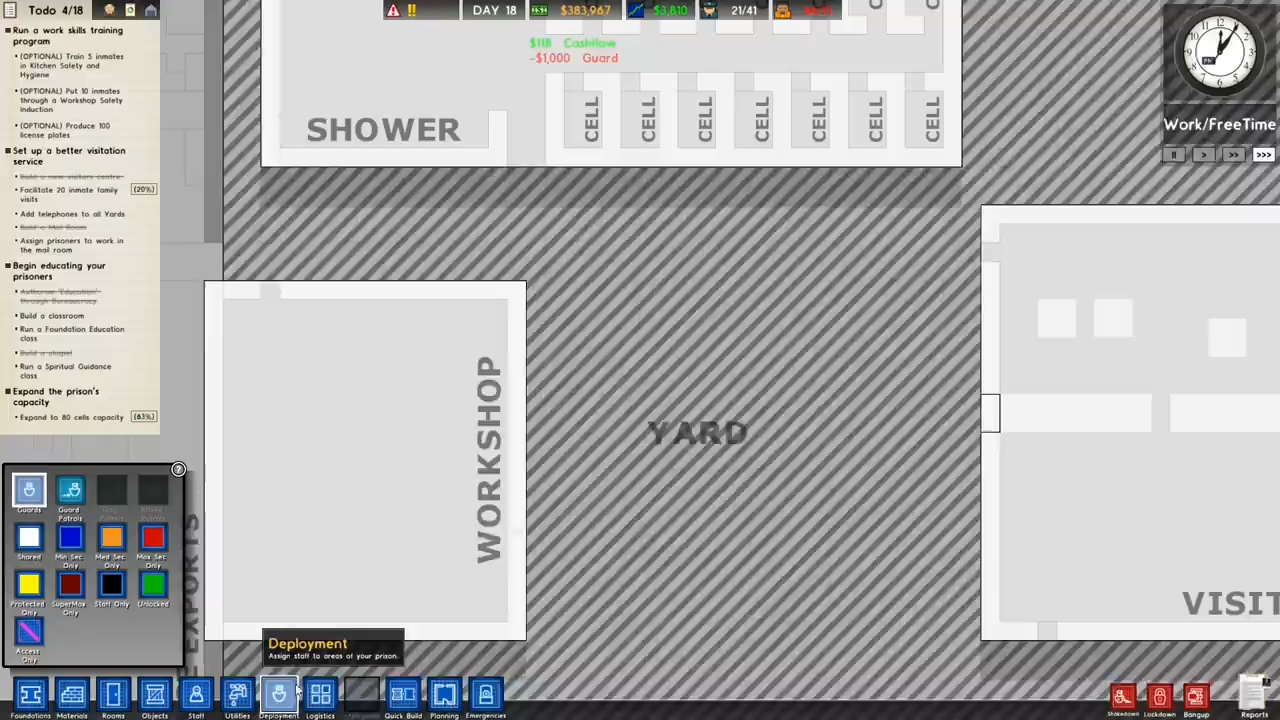 Todo 4/18
DAY 18
$383,967
$3,810
21/41
$118 Cashflow
-$1,000 Guard
Run a work skills training
program
(OPTIONAL) Train 5 inmates
in Kitchen Safety and
Hygiene
(OPTIONAL) Put 10 inmates
through a Workshop Safety
Induction
(OPTIONAL) Produce 100
license plates
Set up a better visitation
service
Build a new visitors centre
Facilitate 20 inmate family
visits
(20%)
Add telephones to all Yards
Build a Mail Room
Assign prisoners to work in
the mail room
Begin educating your
prisoners
Authorise 'Education'
through Bureaucracy
Build a classroom
Run a Foundation Education
class
Build a chapel
Run a Spiritual Guidance
class
Expand the prison's
capacity
Expand to 80 cells capacity
(63%)
SHOWER
CELL
CELL
CELL
CELL
CELL
CELL
CELL
WORKSHOP
YARD
VISIT
EXPORTS
Work/FreeTime
?
Guards
Guard
Patrols
Shared
Min Sec
Only
Med Sec
Only
Max Sec
Only
Protected
Only
SuperMax
Only
Staff Only
Unlocked
Access
Only
Deployment
Assign staff to areas of your prison.
Foundations
Materials
Rooms
Objects
Staff
Utilities
Deployment
Logistics
Quick Build
Planning
Emergencies
Shakedown
Lockdown
Bangup
Reports